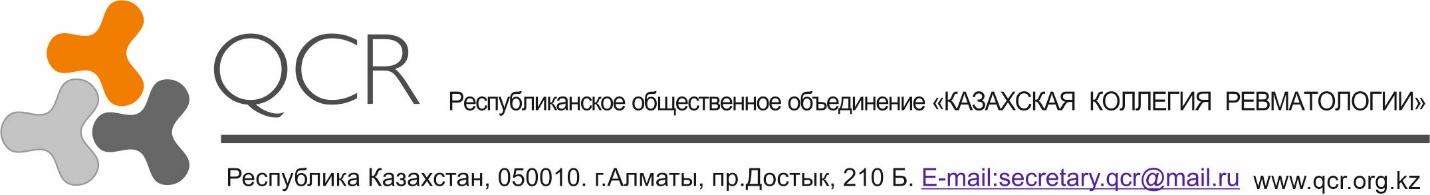 QCR
Республиканское общественное объединение «КАЗАХСКАЯ КОЛЛЕГИЯ РЕВМАТОЛОГИИ»
Республика Казахстан, 050010. г.Алматы, пр.Достык, 210 Б. E-mail:secretary.qcr@mail.ru www.qcr.org.kz